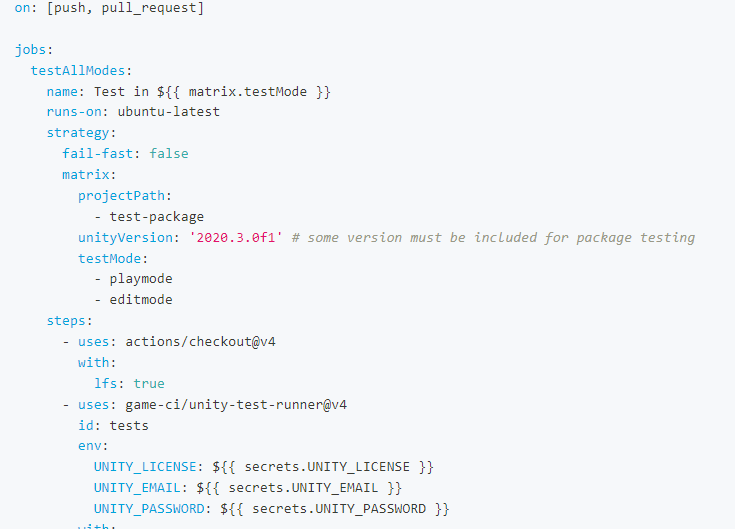 on: [push, pull_request]
jobs:
testAllModes:
name: Test in ${{ matrix.testMode }}
runs-on: ubuntu-latest
strategy:
fail-fast: false
matrix:
projectPath:
- test-package
unityVersion: '2020.3.0f1' # some version must be included for package testing
testMode:
- playmode
- editmode
steps:
- uses: actions/checkout@v4
with:
lfs: true
- uses: game-ci/unity-test-runner@v4
id: tests
env:
UNITY_LICENSE: ${{ secrets.UNITY_LICENSE }}
UNITY_EMAIL: ${{ secrets.UNITY_EMAIL }}
UNITY_PASSWORD: ${{ secrets.UNITY_PASSWORD }}
with: